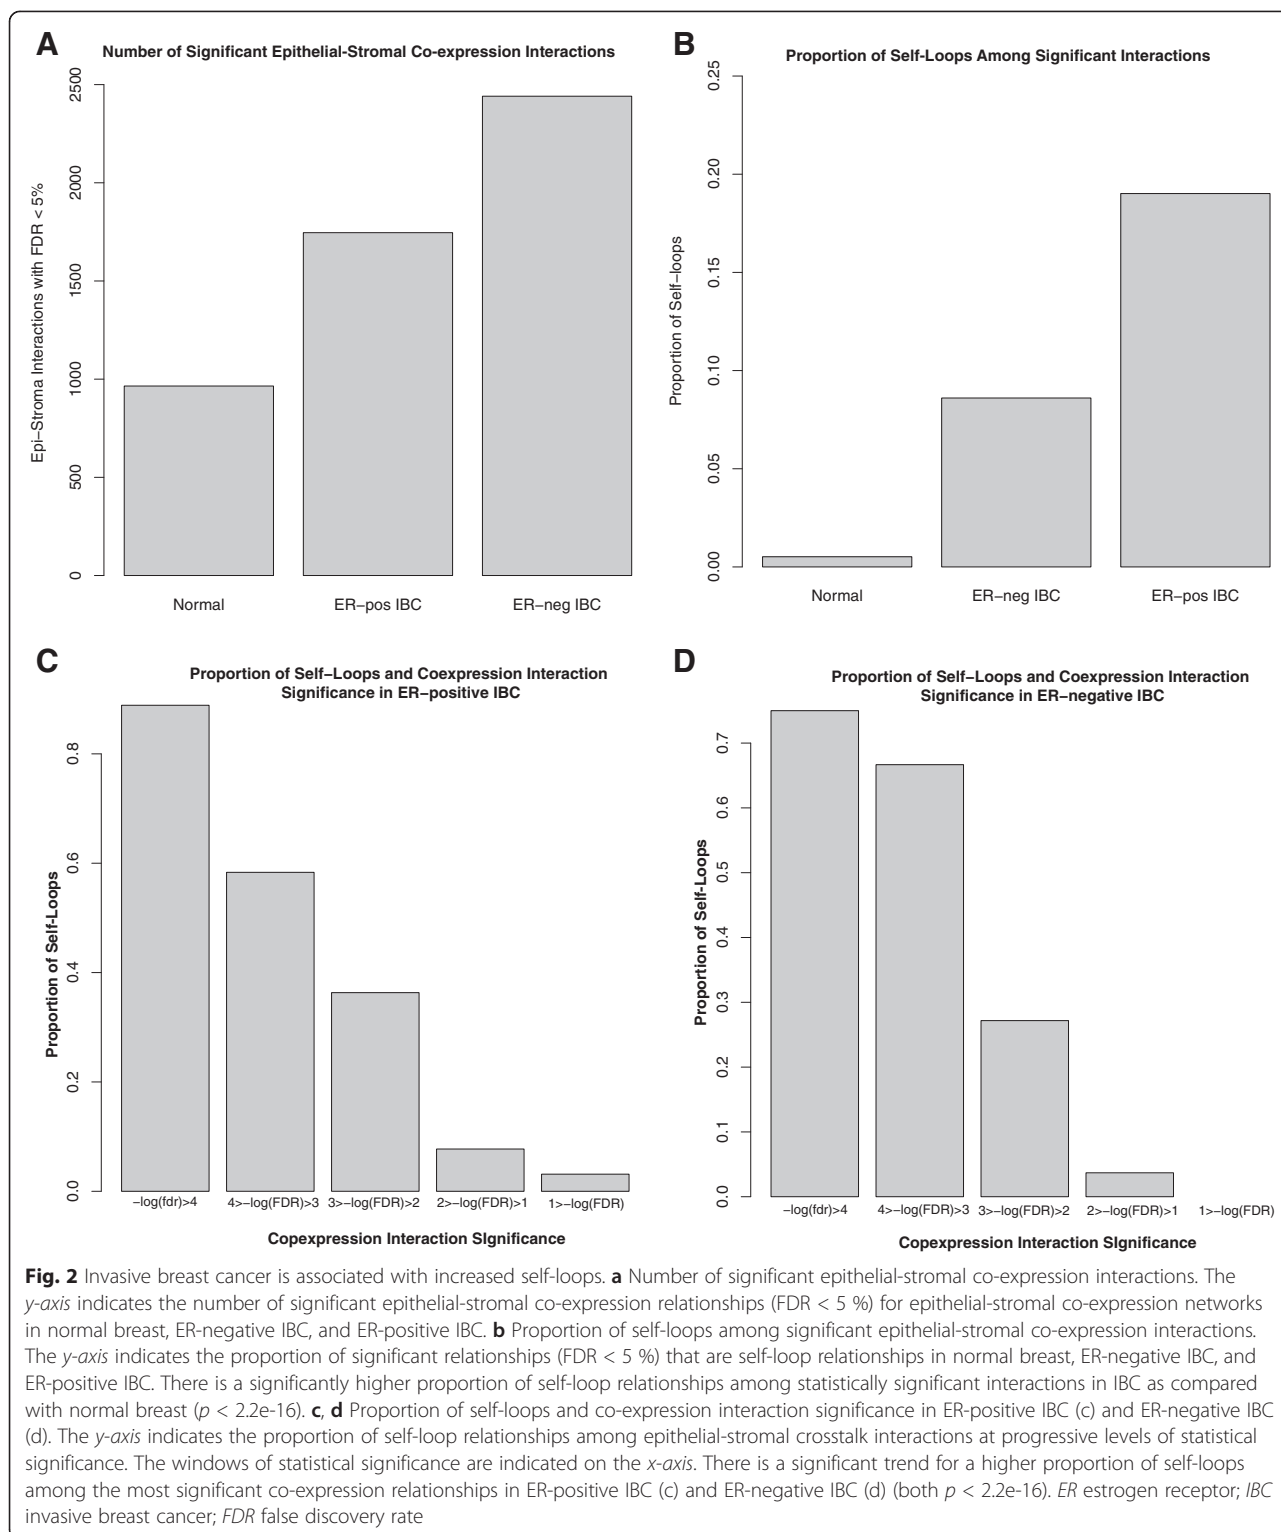 A
Number of Significant Epithelial-Stromal Co-expression Interactions
Epi–Stroma Interactions with FDR < 5%
2500
2000
1500
1000
500
0
Normal
ER–pos IBC
ER–neg IBC
B
Proportion of Self-Loops Among Significant Interactions
Proportion of Self–loops
0.25
0.20
0.15
0.10
0.05
0.00
Normal
ER–neg IBC
ER–pos IBC
C
Proportion of Self–Loops and Coexpression Interaction
Significance in ER–positive IBC
Proportion of Self-Loops
0.8
0.6
0.4
0.2
0.0
–log(fdr)>4
4>–log(FDR)>3
3>–log(FDR)>2
2>–log(FDR)>1
1>–log(FDR)
Copexpression Interaction SIgnificance
D
Proportion of Self–Loops and Coexpression Interaction
Significance in ER–negative IBC
Proportion of Self-Loops
0.7
0.6
0.5
0.4
0.3
0.2
0.1
0.0
–log(fdr)>4
4>–log(FDR)>3
3>–log(FDR)>2
2>–log(FDR)>1
1>–log(FDR)
Copexpression Interaction SIgnificance
Fig. 2 Invasive breast cancer is associated with increased self-loops. a Number of significant epithelial-stromal co-expression interactions. The
y-axis indicates the number of significant epithelial-stromal co-expression relationships (FDR < 5 %) for epithelial-stromal co-expression networks
in normal breast, ER-negative IBC, and ER-positive IBC. b Proportion of self-loops among significant epithelial-stromal co-expression interactions.
The y-axis indicates the proportion of significant relationships (FDR < 5 %) that are self-loop relationships in normal breast, ER-negative IBC, and
ER-positive IBC. There is a significantly higher proportion of self-loop relationships among statistically significant interactions in IBC as compared
with normal breast (p < 2.2e-16). c, d Proportion of self-loops and co-expression interaction significance in ER-positive IBC (c) and ER-negative IBC
(d). The y-axis indicates the proportion of self-loop relationships among epithelial-stromal crosstalk interactions at progressive levels of statistical
significance. The windows of statistical significance are indicated on the x-axis. There is a significant trend for a higher proportion of self-loops
among the most significant co-expression relationships in ER-positive IBC (c) and ER-negative IBC (d) (both p < 2.2e-16). ER estrogen receptor; IBC
invasive breast cancer; FDR false discovery rate